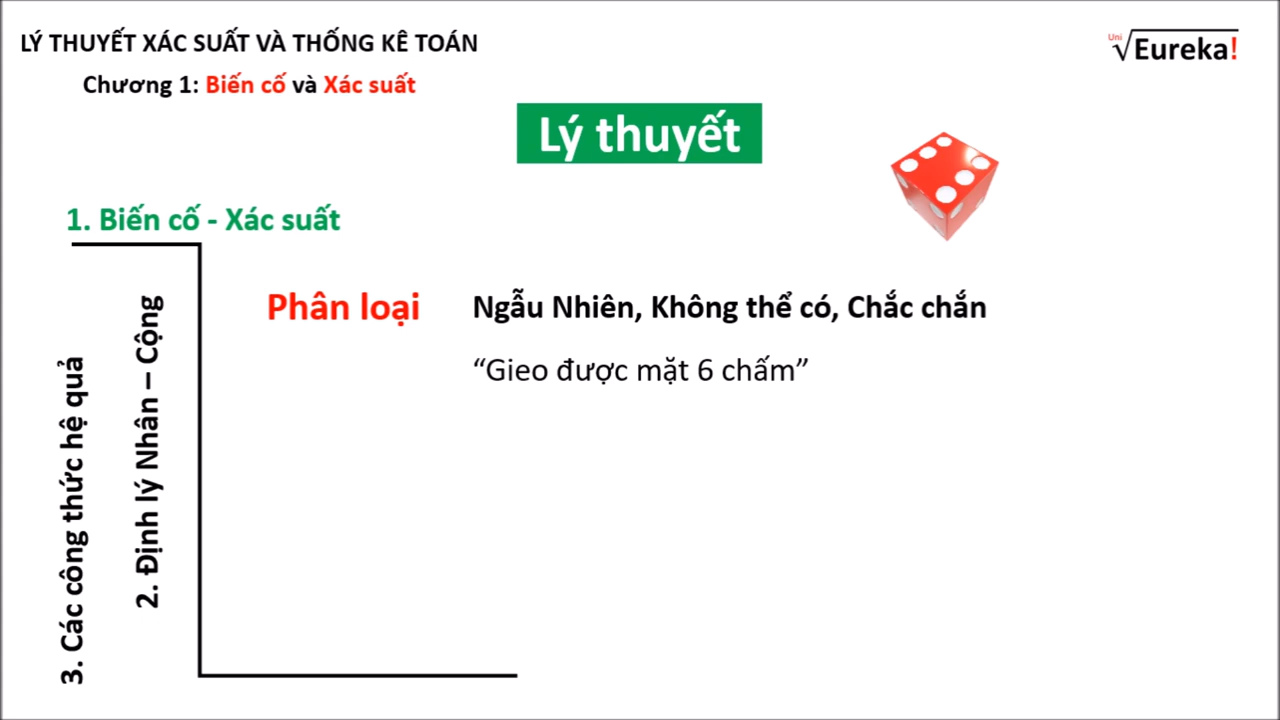 LÝ THUYẾT XÁC SUẤT VÀ THỐNG KÊ TOÁN
Chương 1: Biến cố và Xác suất
Uni
√Eureka!
Lý thuyết
1. Biến cố - Xác suất
Phân loại
Ngẫu Nhiên, Không thể có, Chắc chắn
“Gieo được mặt 6 chấm”
2. Định lý Nhân – Cộng
3. Các công thức hệ quả